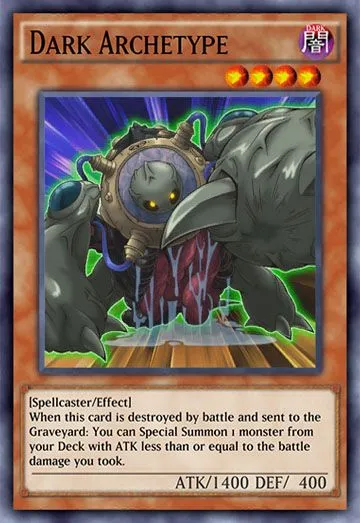 DARK ARCHETYPE
DARK
闇
[Spellcaster/Effect]
When this card is destroyed by battle and sent to the
Graveyard: You can Special Summon 1 monster from
your Deck with ATK less than or equal to the battle
damage you took.
ATK/1400 DEF/ 400